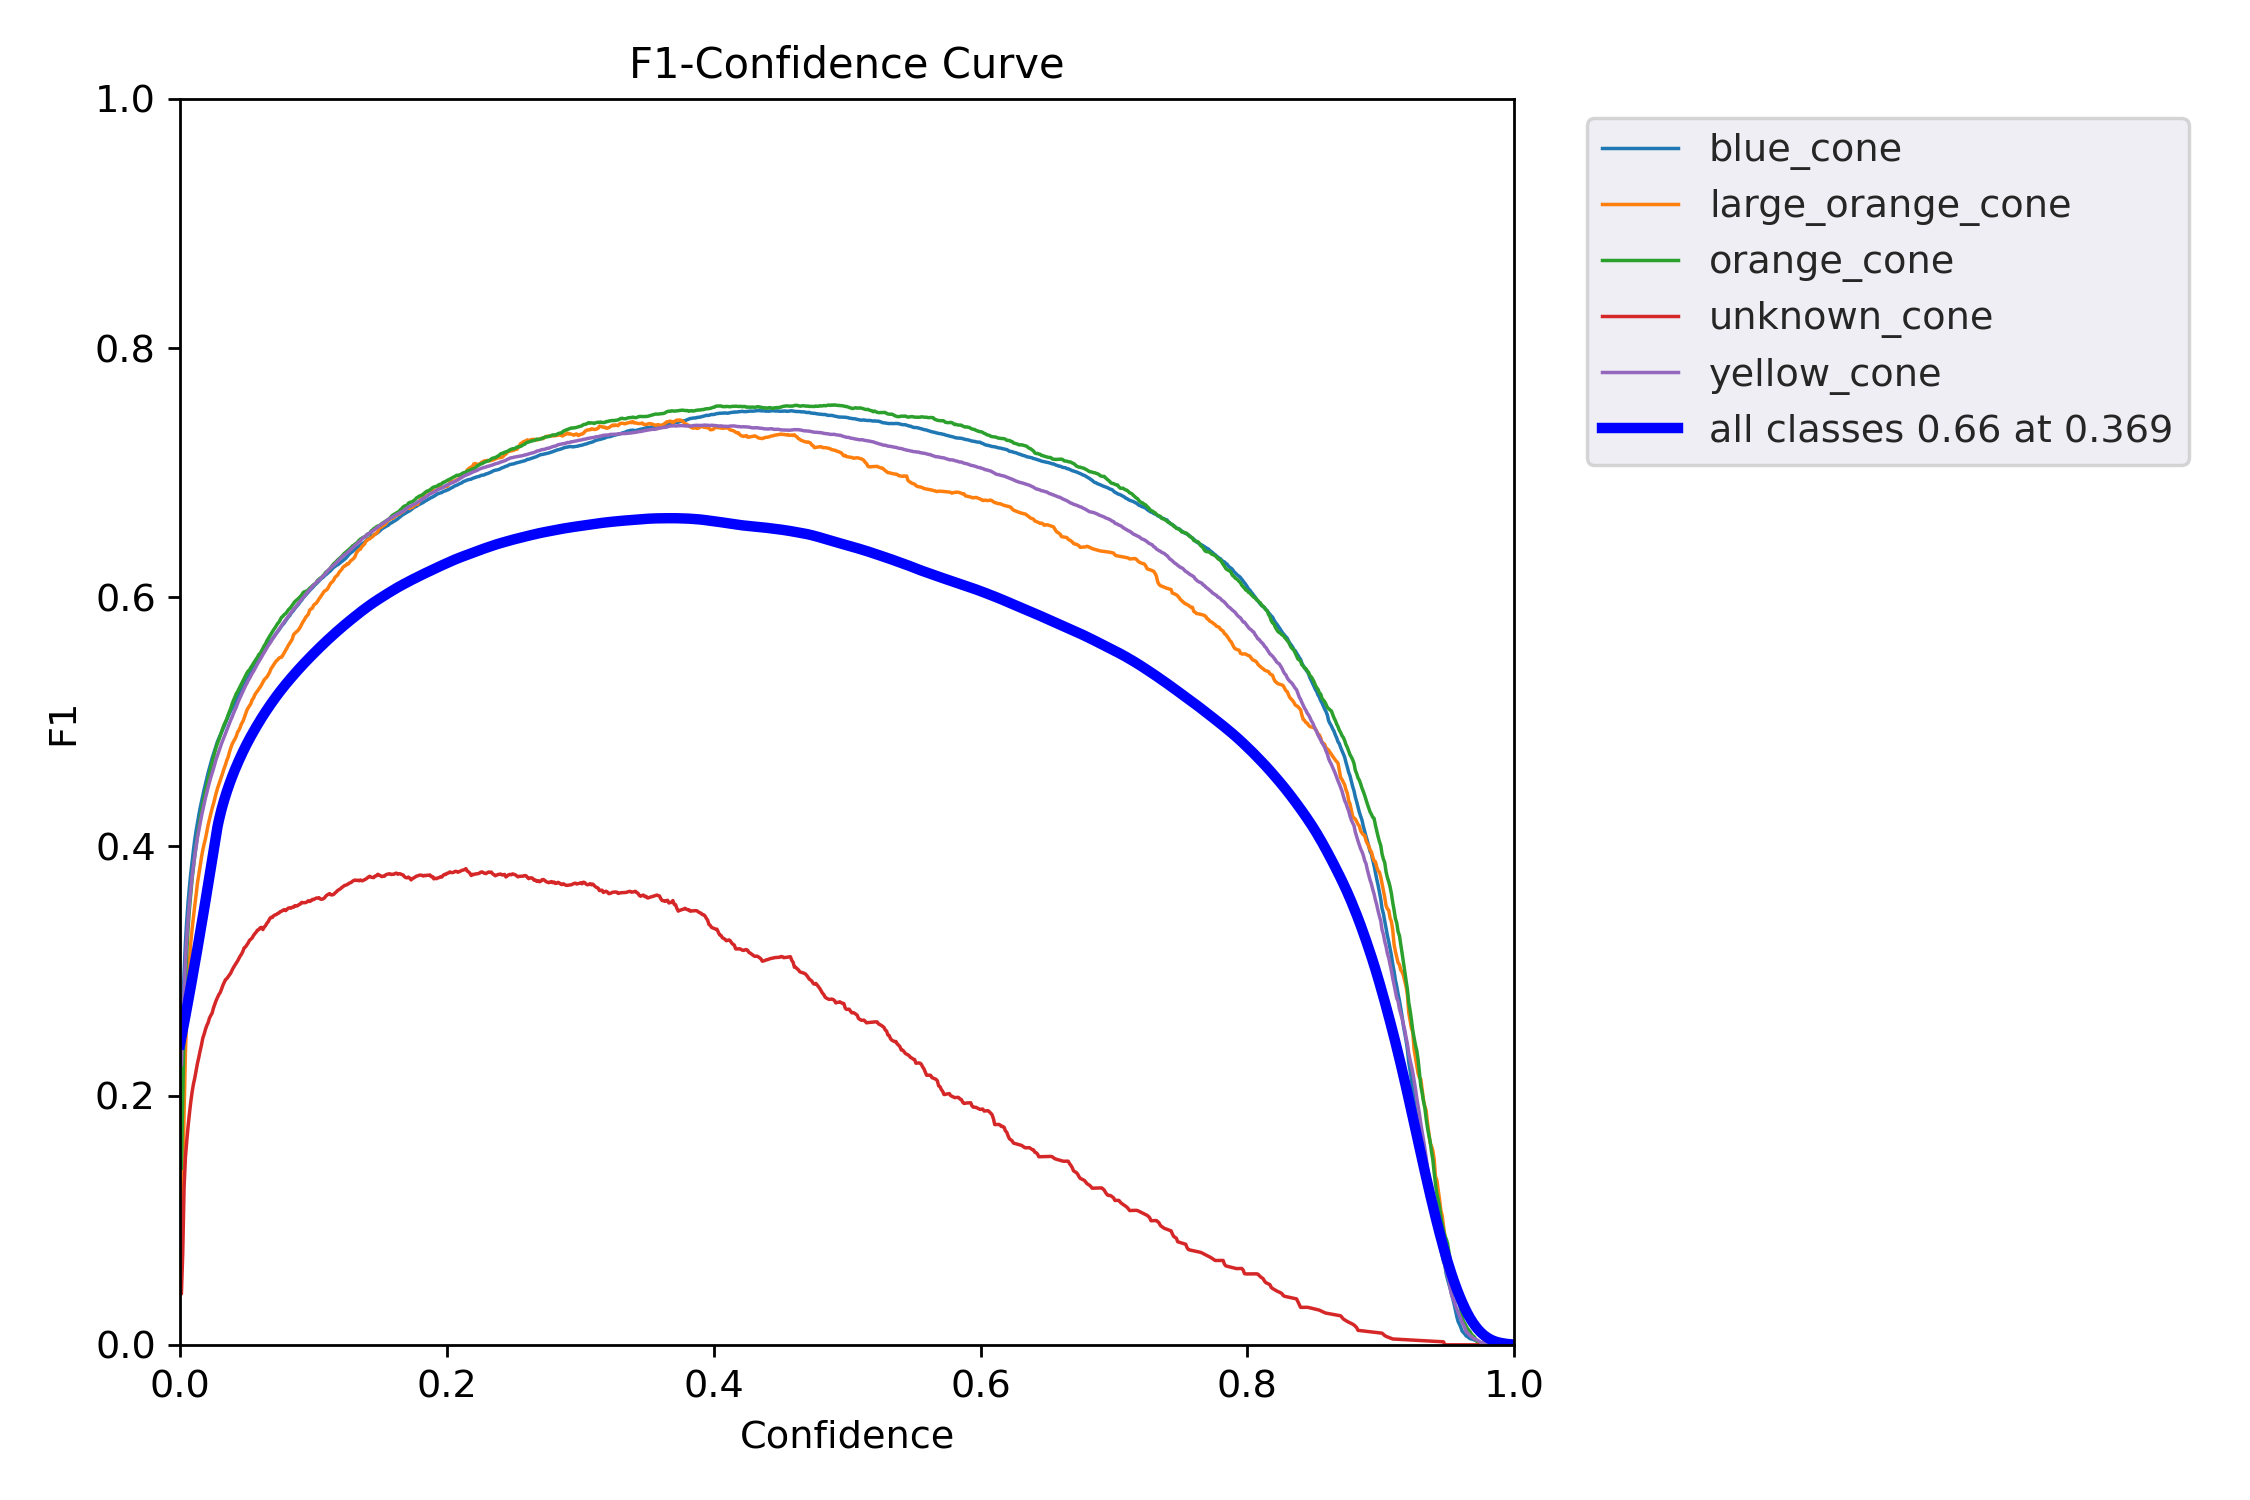 F1-Confidence Curve
1.0
0.8
0.6
0.4
0.2
0.0
F1
0.0 0.2 0.4 0.6 0.8 1.0
Confidence
blue_cone
large_orange_cone
orange_cone
unknown_cone
yellow_cone
all classes 0.66 at 0.369